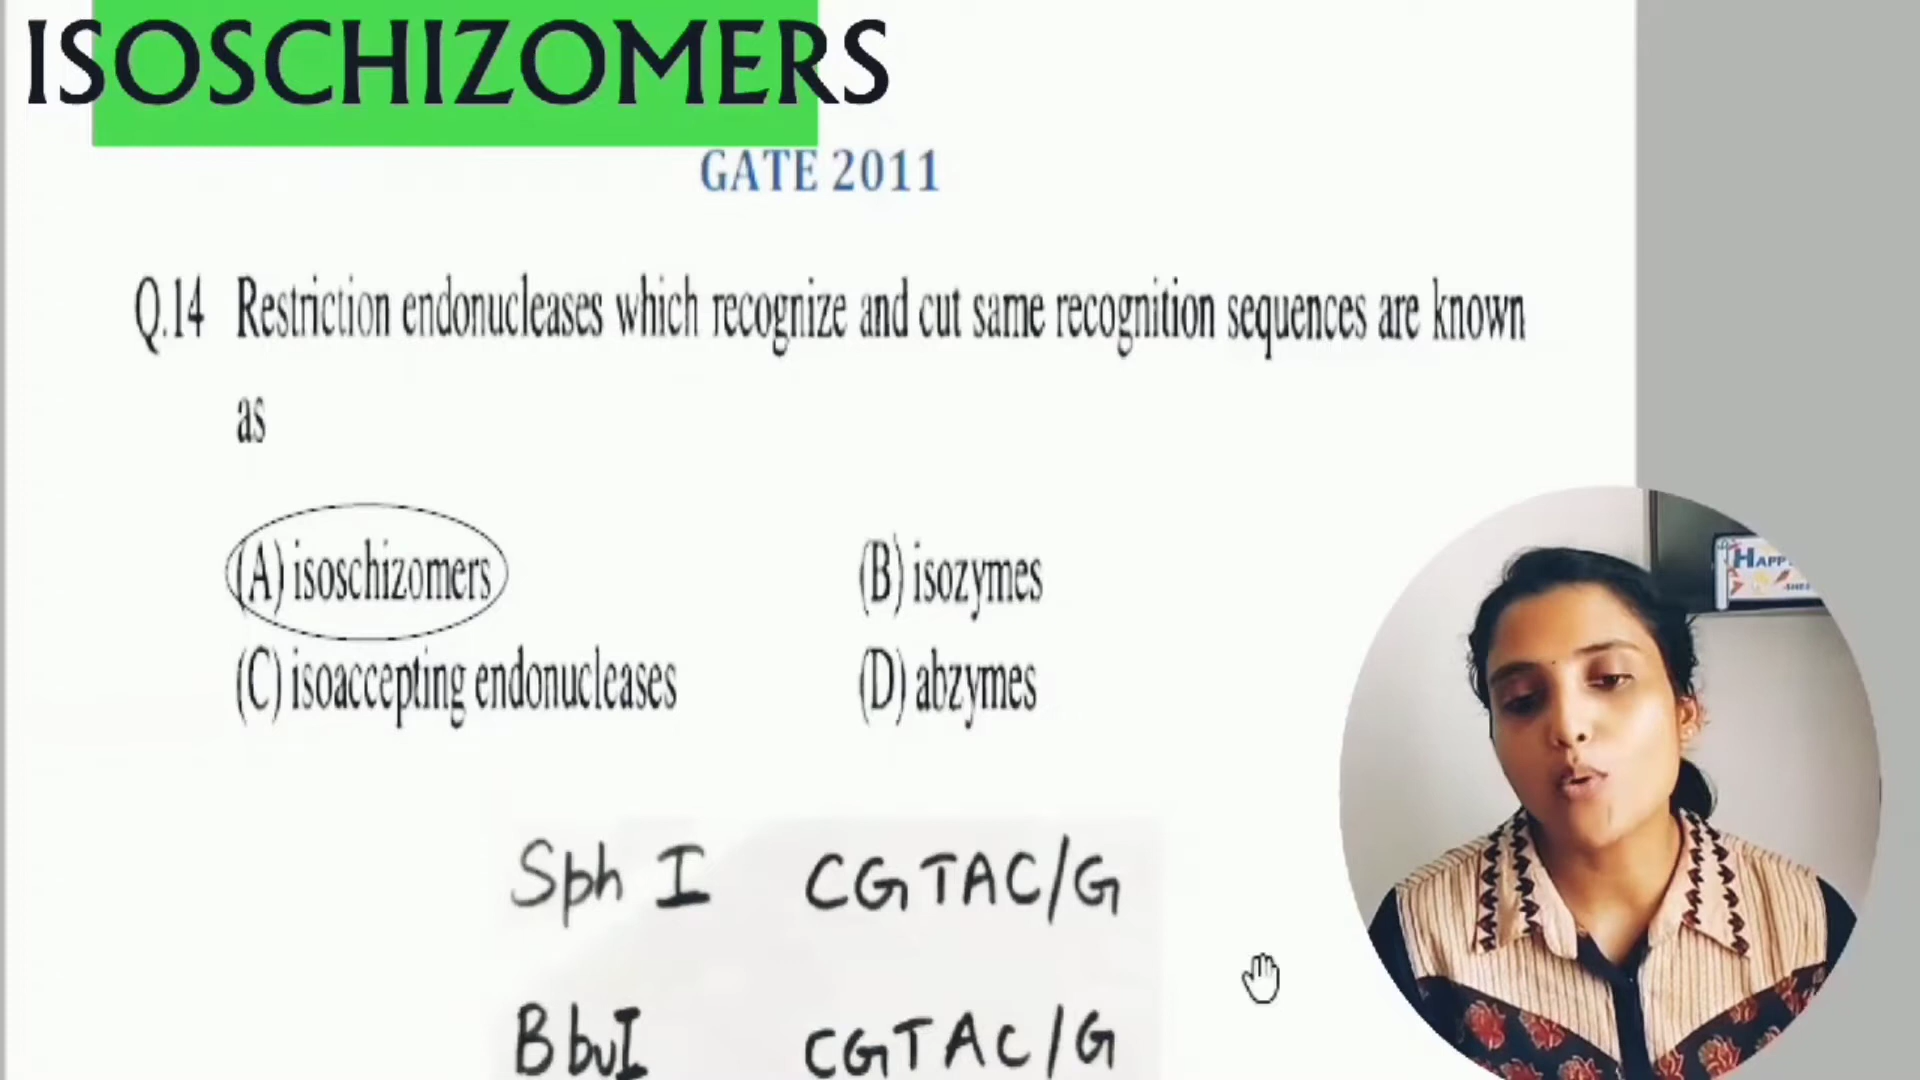 ISOSCHIZOMERS
GATE 2011
Q.14 Restriction endonucleases which recognize and cut same recognition sequences are known
as
(A) isoschizomers (B) isozymes
(C) isoaccepting endonucleases (D) abzymes
Sph I CGTAC/G
BbuI CGTAC/G
HAPP